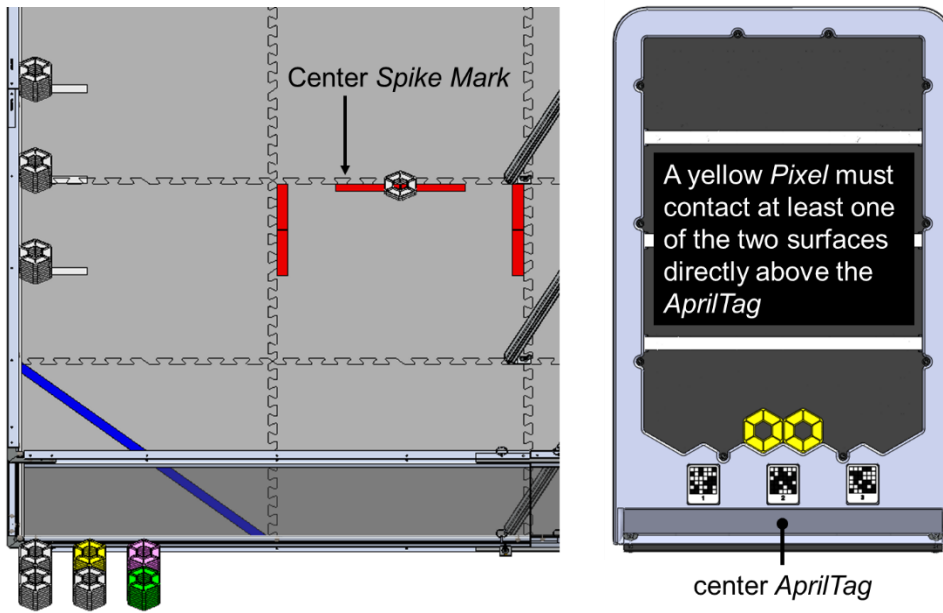 Center Spike Mark
A yellow Pixel must
contact at least one
of the two surfaces
directly above the
AprilTag
1
2
3
center AprilTag